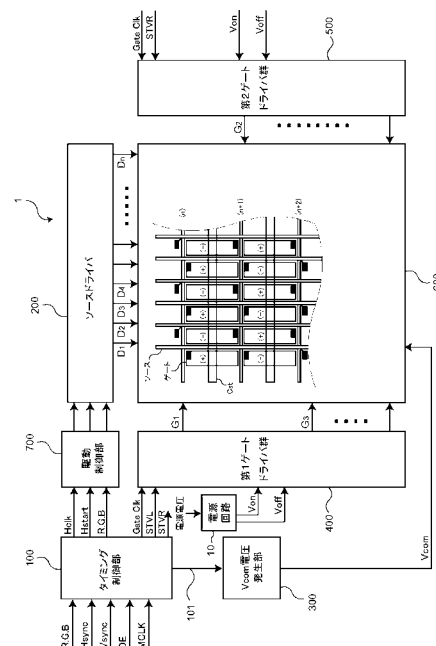 1
200
ソースドライバ
D1
D2
D3
D4
Dn
700
駆動
制御部
Hclk
Hstart
R.G.B
100
タイミング
制御部
R.G.B
Hsync
Vsync
DE
MCLK
Gate Clk
STVL
STVR
電源電圧
電源
回路
10
Von
Voff
101
Vcom電圧
発生部
300
Vcom
第1ゲート
ドライバ群
400
G1
G3
ソース
ゲート
Cst
(n)
(n+1)
(n+2)
(+)
(-)
(+)
(-)
(+)
(-)
(-)
(+)
(-)
(+)
(-)
(+)
G2
第2ゲート
ドライバ群
500
Gate Clk
STVR
Von
Voff